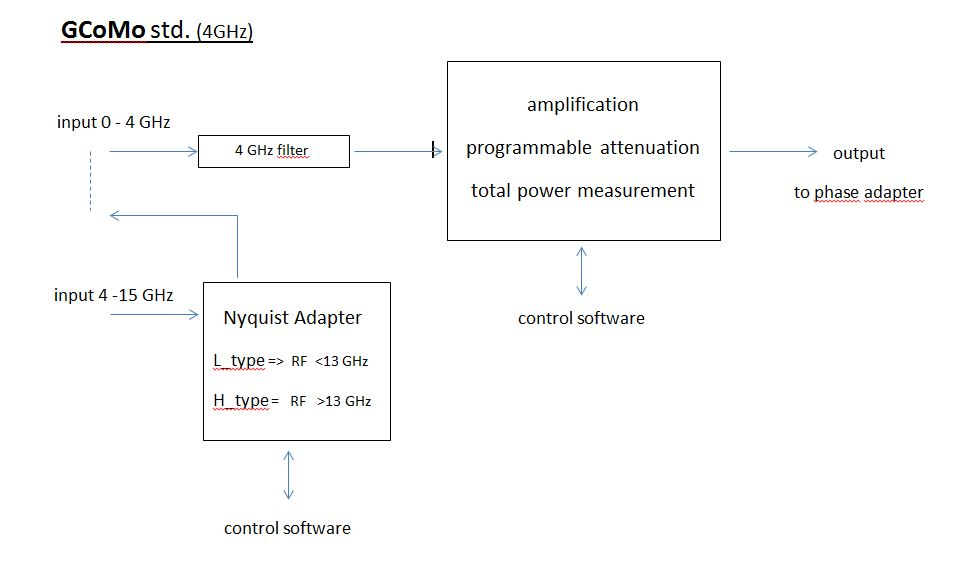 GCoMo std. (4GHz)
input 0 - 4 GHz
4 GHz filter
amplification
programmable attenuation
total power measurement
output
to phase adapter
control software
input 4 -15 GHz
Nyquist Adapter
L_type => RF <13 GHz
H_type= RF >13 GHz
control software